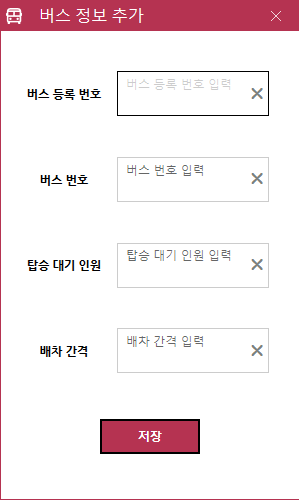 버스 정보 추가
버스 등록 번호
버스 등록 번호 입력
버스 번호
버스 번호 입력
탑승 대기 인원
탑승 대기 인원 입력
배차 간격
배차 간격 입력
저장